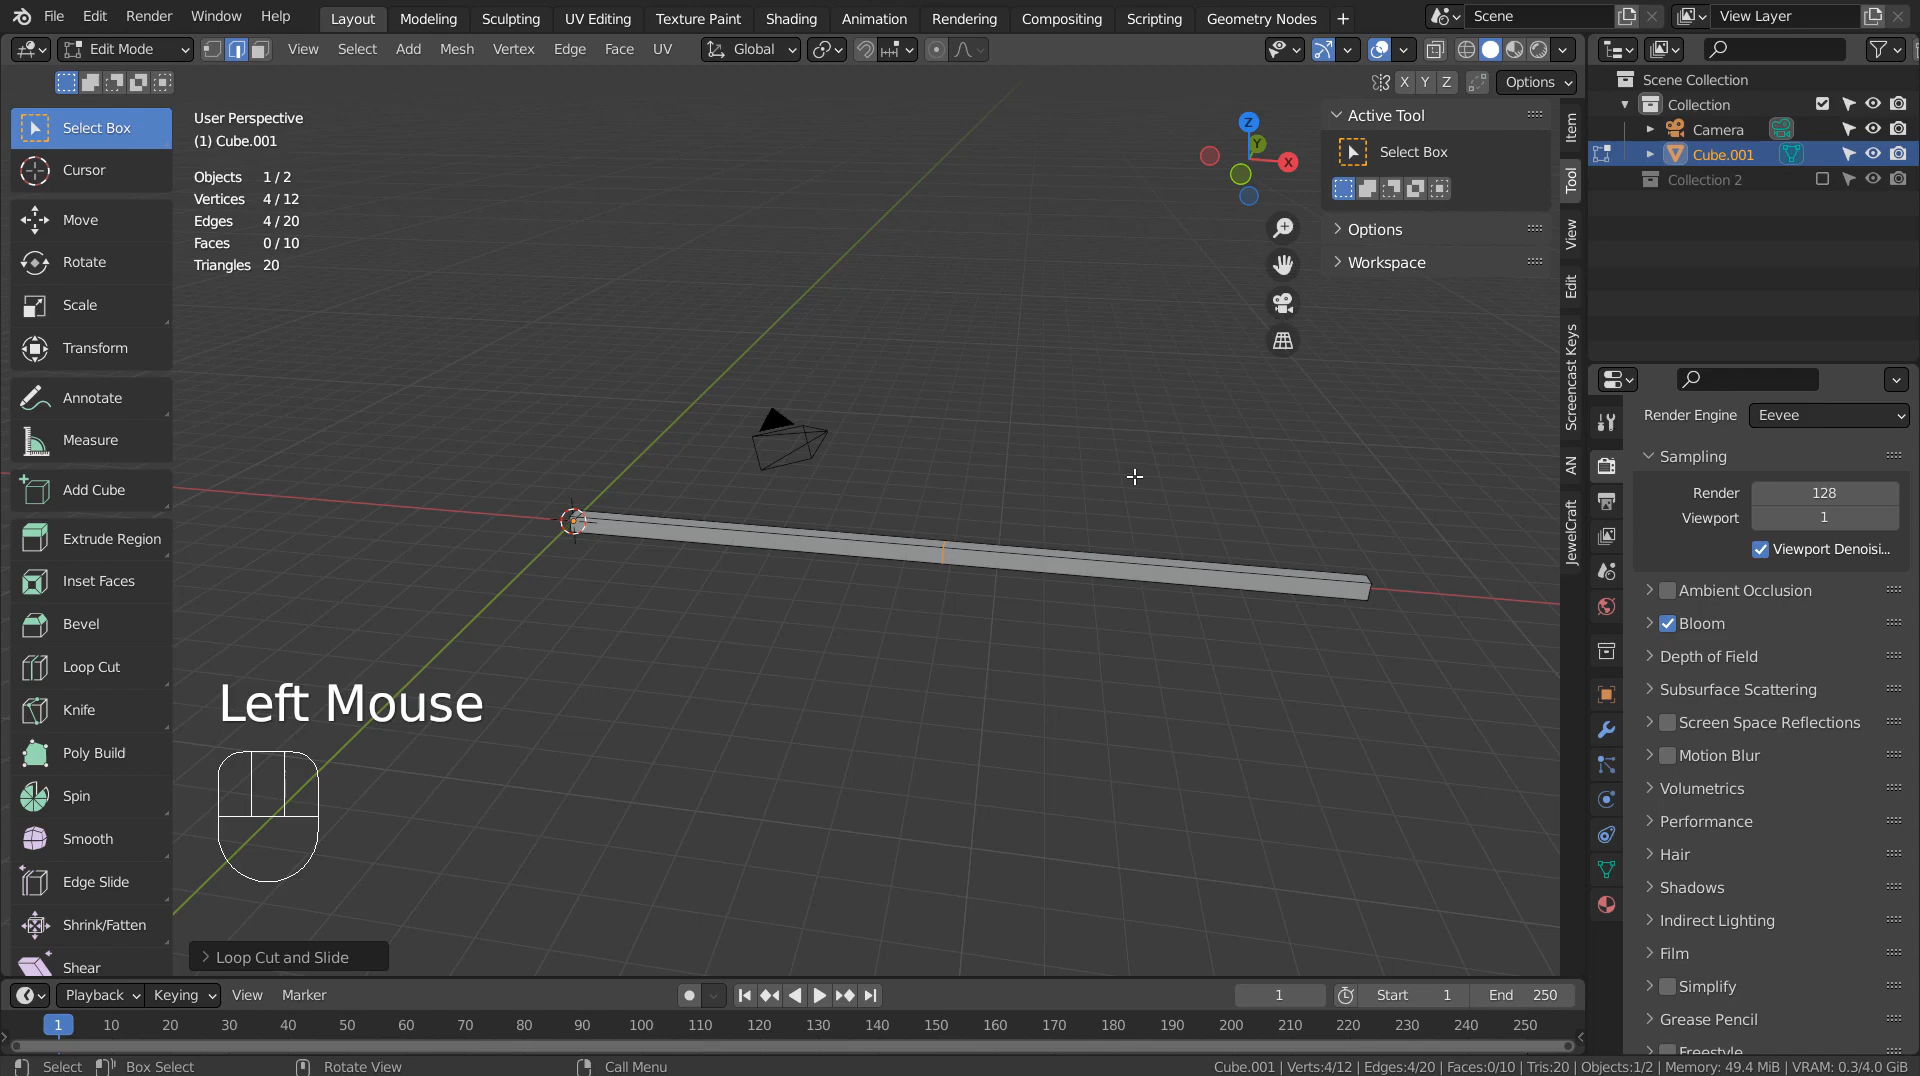 File Edit Render Window Help Layout Modeling Sculpting UV Editing Texture Paint Shading Animation Rendering Compositing Scripting Geometry Nodes + Scene View Layer
Edit Mode View Select Add Mesh Vertex Edge Face UV Global
X Y Z Options
Select Box
Cursor
Move
Rotate
Scale
Transform
Annotate
Measure
Add Cube
Extrude Region
Inset Faces
Bevel
Loop Cut
Knife
Poly Build
Spin
Smooth
Edge Slide
Shrink/Fatten
Shear
User Perspective
(1) Cube.001
Objects 1 / 2
Vertices 4 / 12
Edges 4 / 20
Faces 0 / 10
Triangles 20
Z
Y
X
Left Mouse
Loop Cut and Slide
Active Tool
Select Box
Options
Workspace
Item
Tool
View
Edit
Screencast Keys
AN
JewelCraft
Scene Collection
Collection
Camera
Cube.001
Collection 2
Render Engine Eevee
Sampling
Render 128
Viewport 1
Viewport Denoisi...
Ambient Occlusion
Bloom
Depth of Field
Subsurface Scattering
Screen Space Reflections
Motion Blur
Volumetrics
Performance
Hair
Shadows
Indirect Lighting
Film
Simplify
Grease Pencil
Freestyle
Playback Keying View Marker 1 Start 1 End 250
1 10 20 30 40 50 60 70 80 90 100 110 120 130 140 150 160 170 180 190 200 210 220 230 240 250
Select Box Select Rotate View Call Menu Cube.001 | Verts:4/12 | Edges:4/20 | Faces:0/10 | Tris:20 | Objects:1/2 | Memory: 49.4 MiB | VRAM: 0.3/4.0 GiB